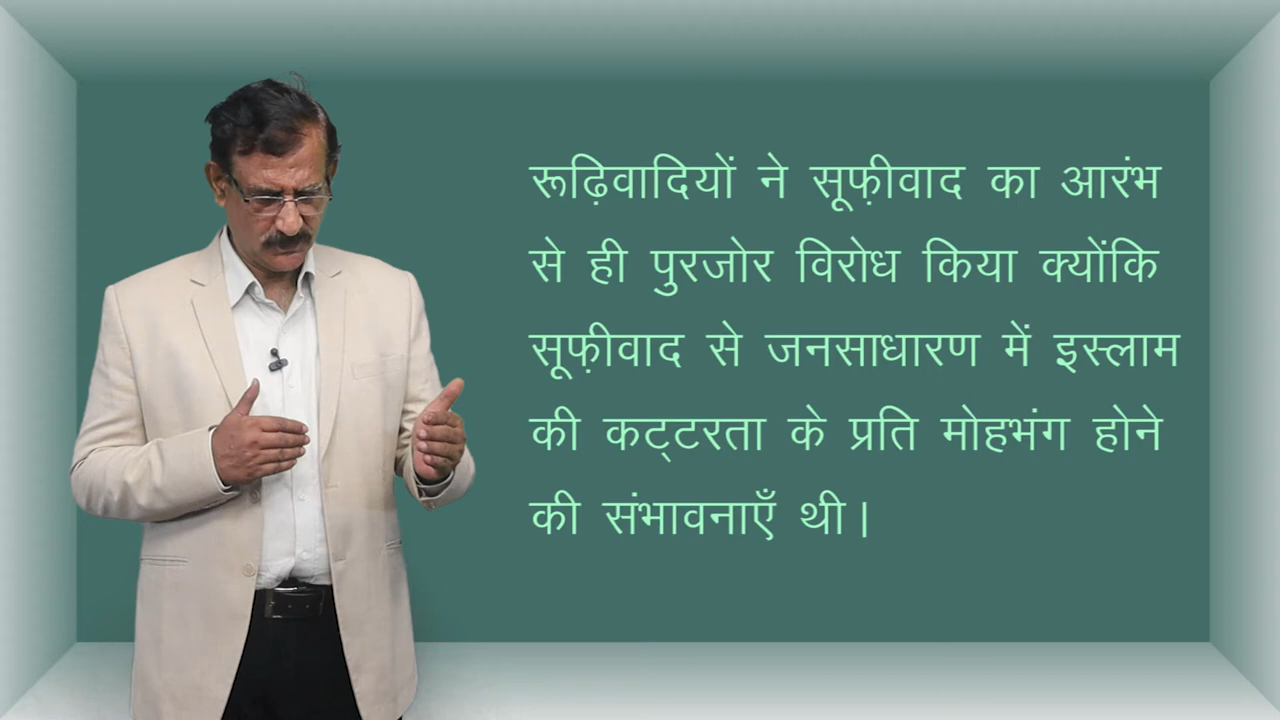 रूढ़िवादियों ने सूफ़ीवाद का आरंभ
से ही पुरजोर विरोध किया क्योंकि
सूफ़ीवाद से जनसाधारण में इस्लाम
की कट्टरता के प्रति मोहभंग होने
की संभावनाएँ थी।